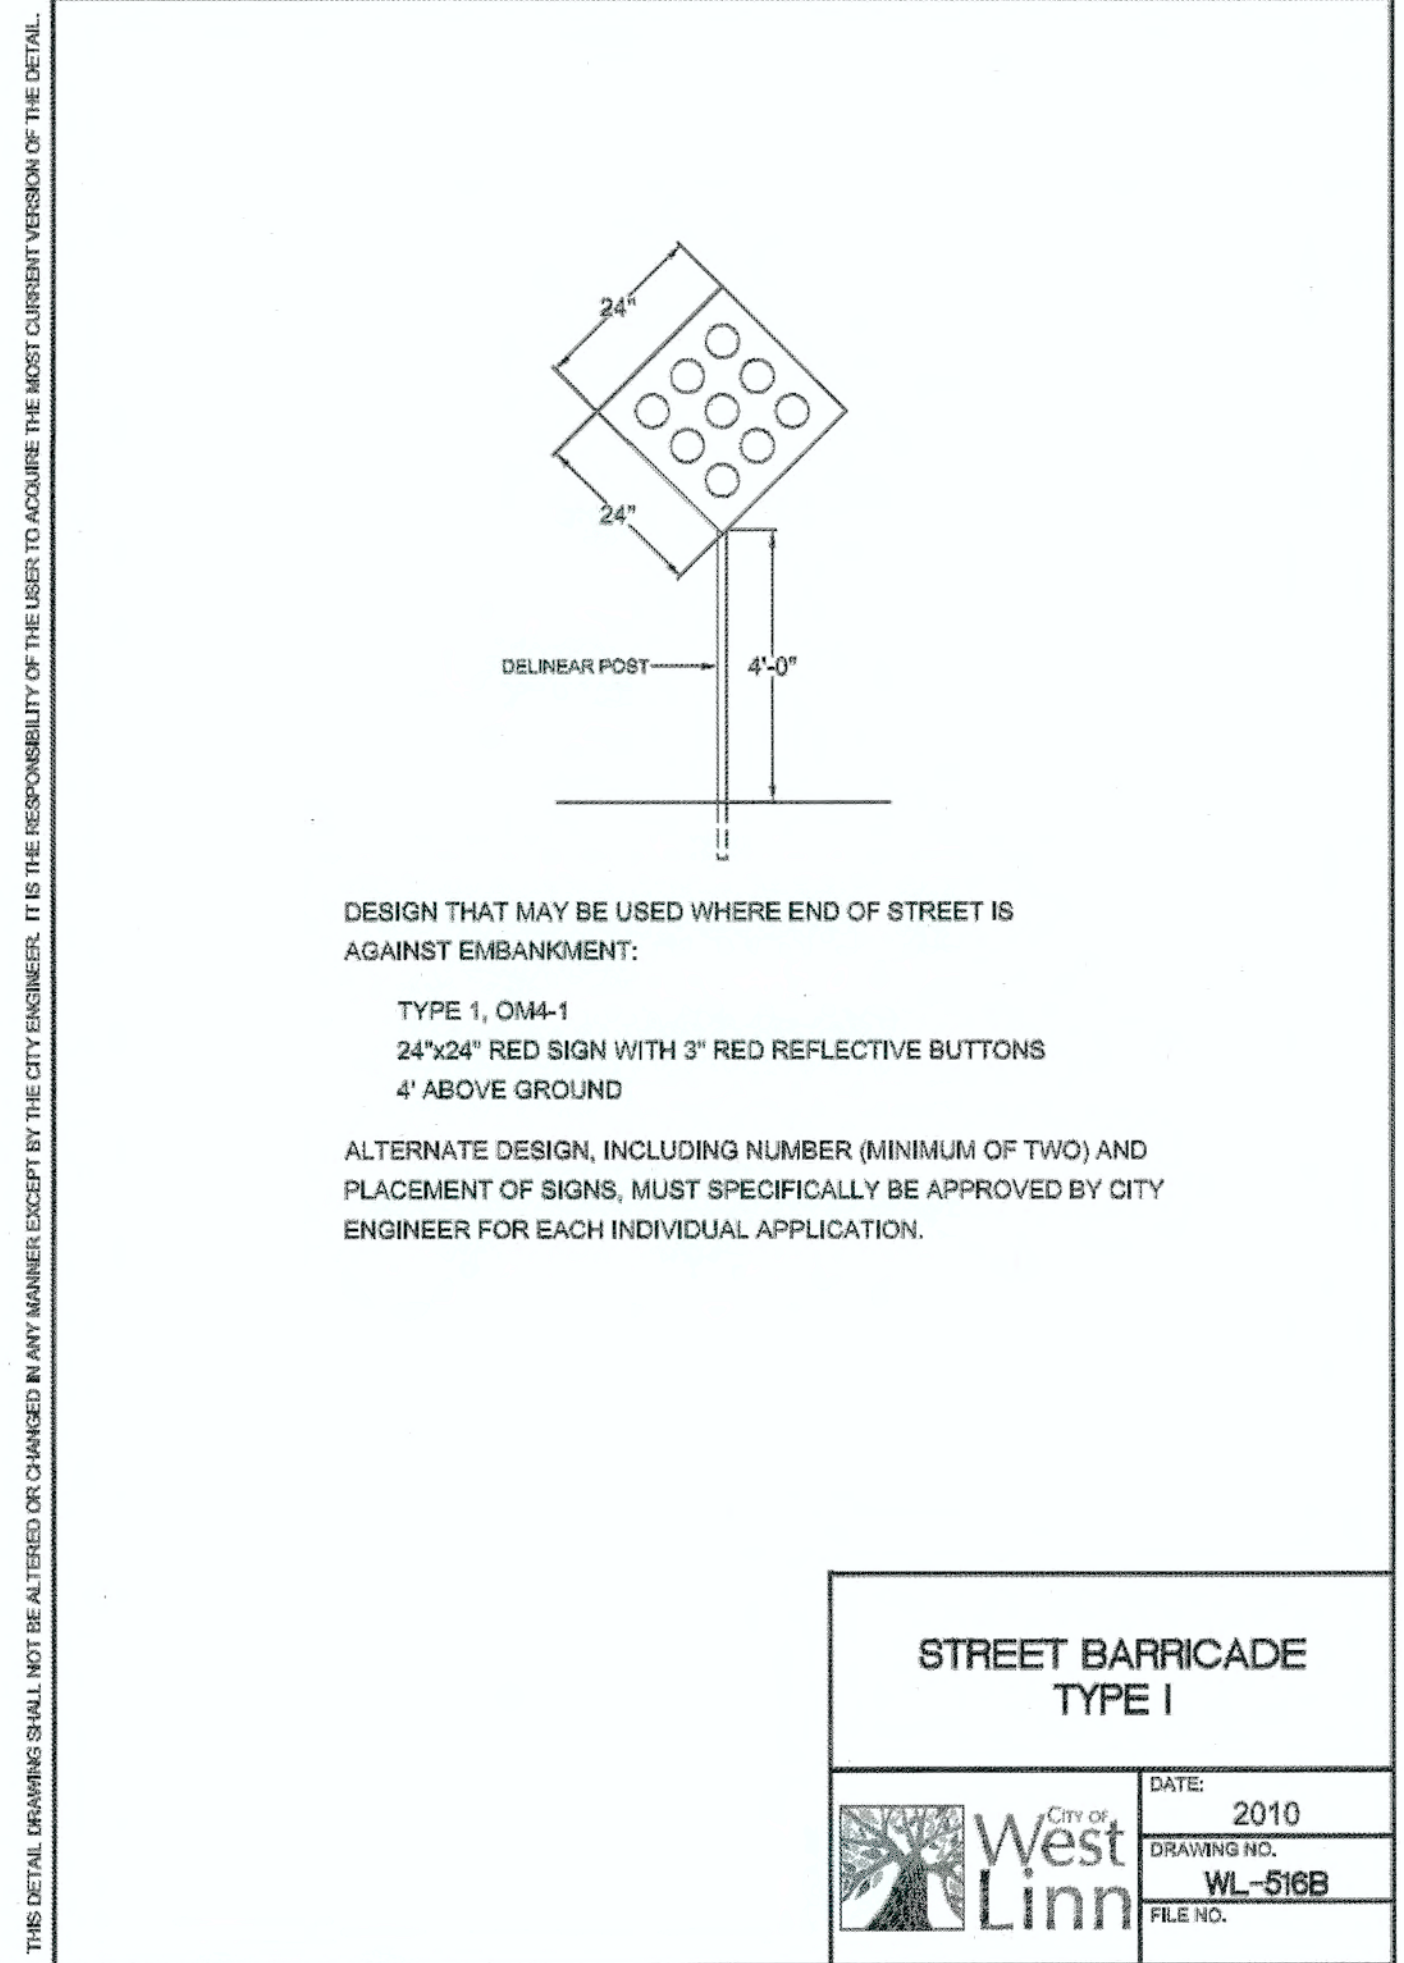 THIS DETAIL DRAWING SHALL NOT BE ALTERED OR CHANGED IN ANY MANNER EXCEPT BY THE CITY ENGINEER. IT IS THE RESPONSIBILITY OF THE USER TO ACQUIRE THE MOST CURRENT VERSION OF THE DETAIL.
24"
24"
DELINEAR POST
4'-0"
DESIGN THAT MAY BE USED WHERE END OF STREET IS
AGAINST EMBANKMENT:
TYPE 1, OM4-1
24"x24" RED SIGN WITH 3" RED REFLECTIVE BUTTONS
4' ABOVE GROUND
ALTERNATE DESIGN, INCLUDING NUMBER (MINIMUM OF TWO) AND
PLACEMENT OF SIGNS, MUST SPECIFICALLY BE APPROVED BY CITY
ENGINEER FOR EACH INDIVIDUAL APPLICATION.
STREET BARRICADE
TYPE I
CITY OF
West
Linn
DATE:
2010
DRAWING NO.
WL-516B
FILE NO.